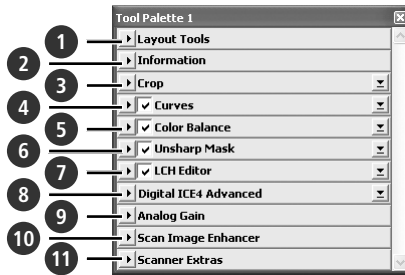 Tool Palette 1
1 Layout Tools
2 Information
3 Crop
4 Curves
5 Color Balance
6 Unsharp Mask
7 LCH Editor
8 Digital ICE4 Advanced
9 Analog Gain
10 Scan Image Enhancer
11 Scanner Extras